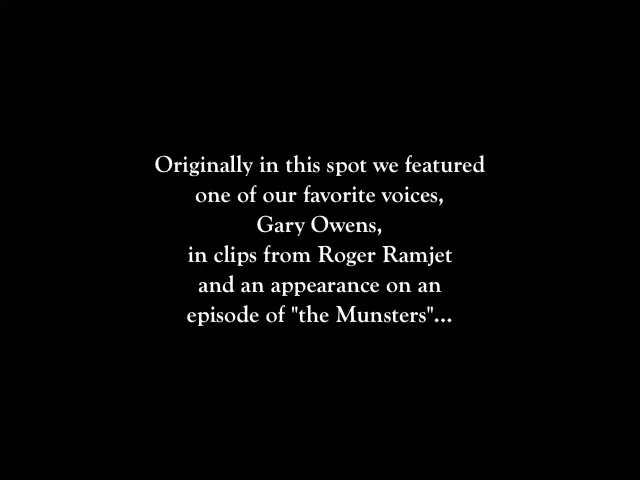 Originally in this spot we featured
one of our favorite voices,
Gary Owens,
in clips from Roger Ramjet
and an appearance on an
episode of "the Munsters"...